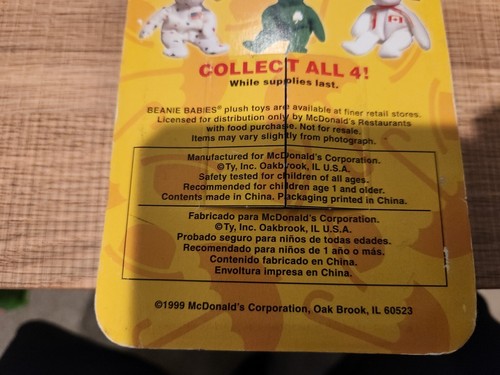 COLLECT ALL 4!
While supplies last.
BEANIE BABIES® plush toys are available at finer retail stores.
Licensed for distribution only by McDonald's Restaurants
with food purchase. Not for resale.
Items may vary slightly from photograph.
Manufactured for McDonald's Corporation.
©Ty, Inc. Oakbrook, IL U.S.A.
Safety tested for children of all ages.
Recommended for children age 1 and older.
Contents made in China. Packaging printed in China.
Fabricado para McDonald's Corporation.
©Ty, Inc. Oakbrook, IL U.S.A.
Probado seguro para niños de todas edades.
Recomendado para niños de 1 año o más.
Contenido fabricado en China.
Envoltura impresa en China.
©1999 McDonald's Corporation, Oak Brook, IL 60523